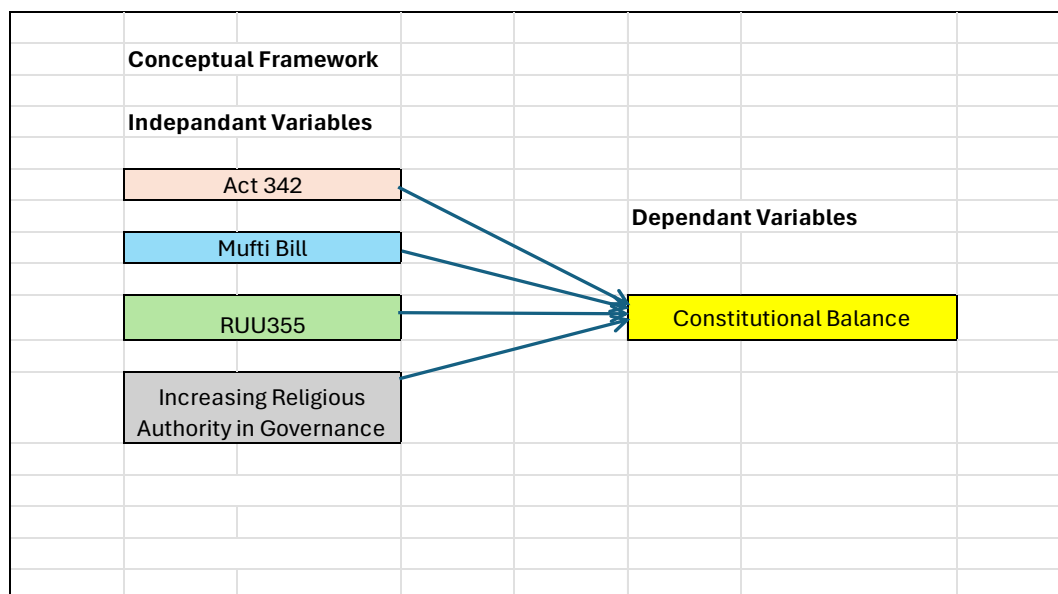 Conceptual Framework
Indepandant Variables
Act 342
Dependant Variables
Mufti Bill
RUU355
Constitutional Balance
Increasing Religious
Authority in Governance